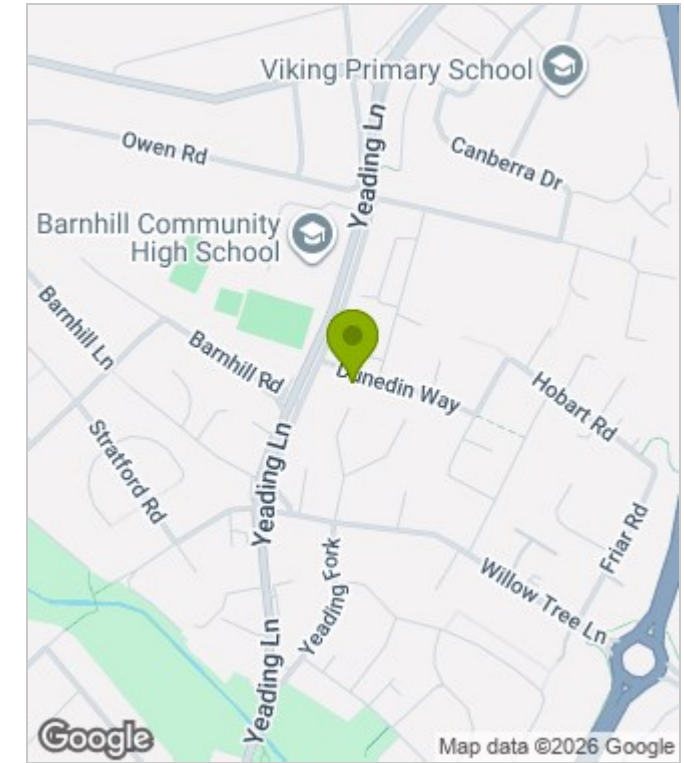 Viking Primary School
Yeading Ln
Owen Rd
Canberra Dr
Barnhill Community
High School
Barnhill Ln
Barnhill Rd
Dunedin Way
Hobart Rd
Stratford Rd
Yeading Ln
Friar Rd
Yeading Fork
Willow Tree Ln
Yeading Ln
Google
Map data ©2026 Google